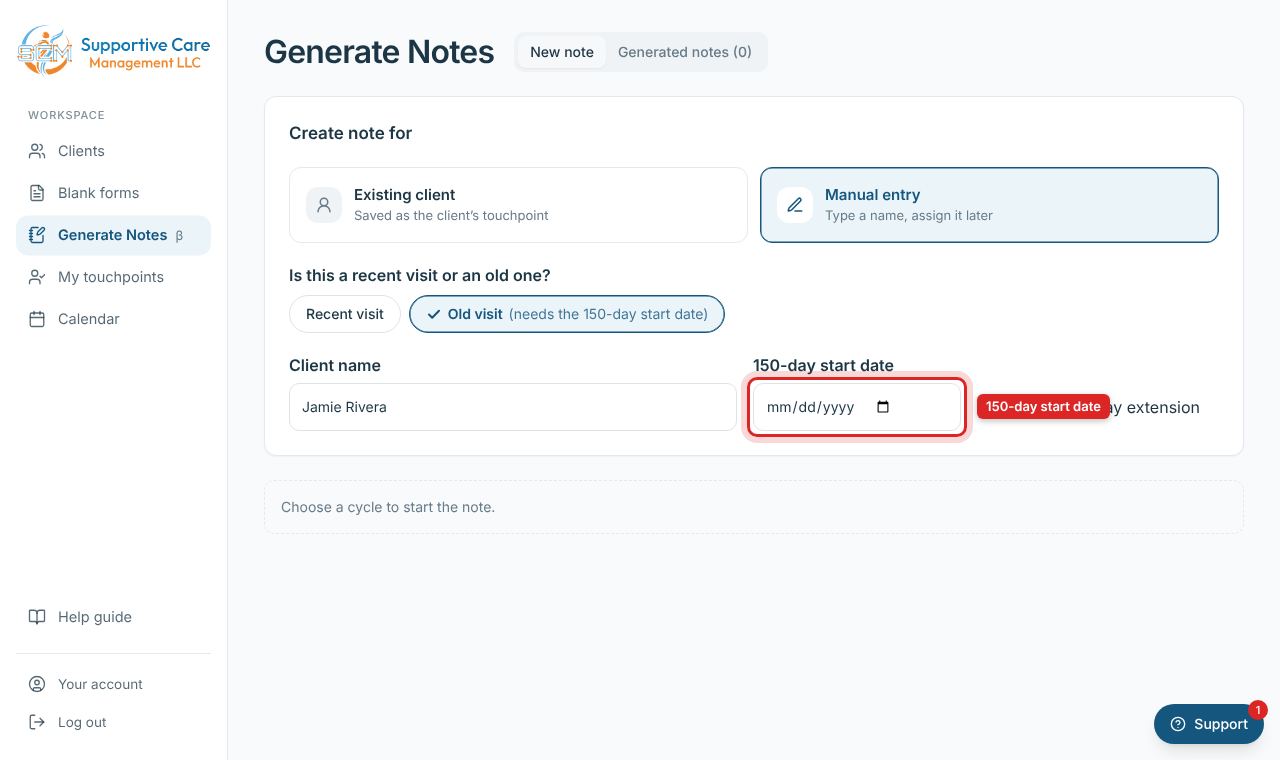 SCM
Supportive Care
Management LLC
WORKSPACE
Clients
Blank forms
Generate Notes β
My touchpoints
Calendar
Help guide
Your account
Log out
Generate Notes
New note
Generated notes (0)
Create note for
Existing client
Saved as the client’s touchpoint
Manual entry
Type a name, assign it later
Is this a recent visit or an old one?
Recent visit
Old visit (needs the 150-day start date)
Client name
150-day start date
Jamie Rivera
mm/dd/yyyy
150-day start date
extension
Choose a cycle to start the note.
Support
1